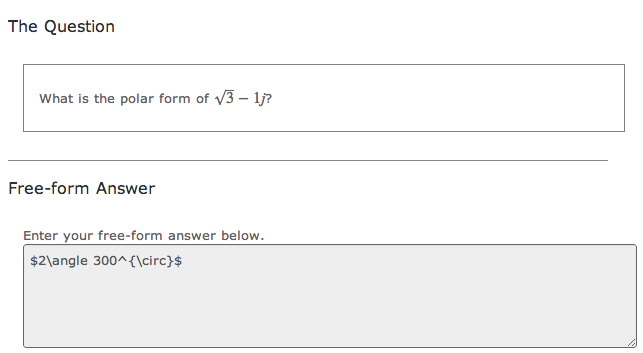 The Question
What is the polar form of √3 − 1j?
Free-form Answer
Enter your free-form answer below.
$2\angle 300^{\circ}$